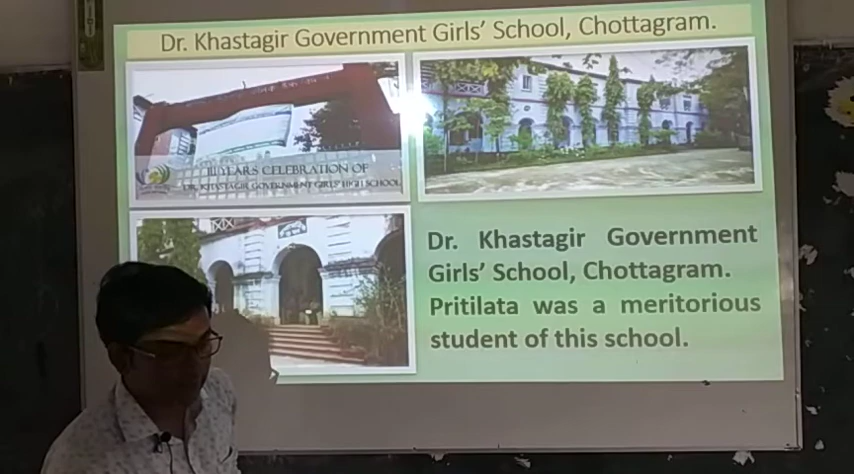 Dr. Khastagir Government Girls' School, Chottagram.
111 YEARS CELEBRATION OF
DR. KHASTAGIR GOVERNMENT GIRLS' HIGH SCHOOL
Dr. Khastagir Government
Girls' School, Chottagram.
Pritilata was a meritorious
student of this school.